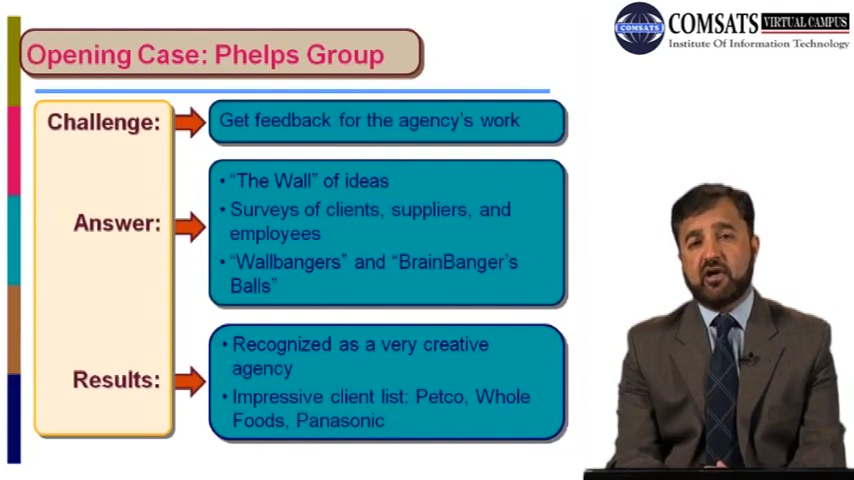 Opening Case: Phelps Group
COMSATS
COMSATS VIRTUAL CAMPUS
Institute Of Information Technology
Challenge:
Get feedback for the agency's work
Answer:
• "The Wall" of ideas
• Surveys of clients, suppliers, and
employees
• "Wallbangers" and "BrainBanger's
Balls"
Results:
• Recognized as a very creative
agency
• Impressive client list: Petco, Whole
Foods, Panasonic